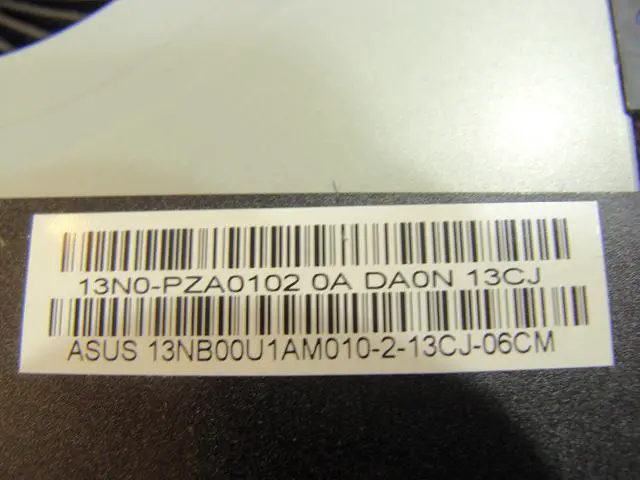 13N0-PZA0102 0A DA0N 13CJ
ASUS 13NB00U1AM010-2-13CJ-06CM